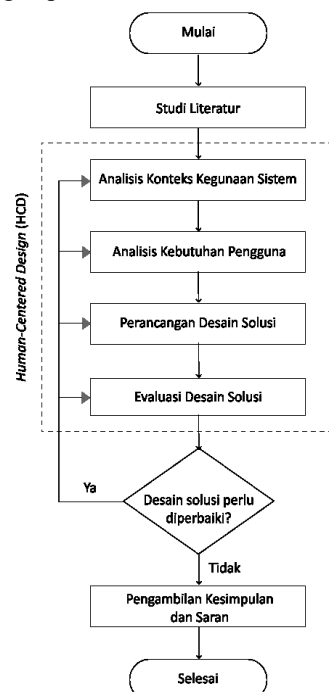 Mulai
Studi Literatur
Human-Centered Design (HCD)
Analisis Konteks Kegunaan Sistem
Analisis Kebutuhan Pengguna
Perancangan Desain Solusi
Evaluasi Desain Solusi
Ya
Desain solusi perlu
diperbaiki?
Tidak
Pengambilan Kesimpulan
dan Saran
Selesai